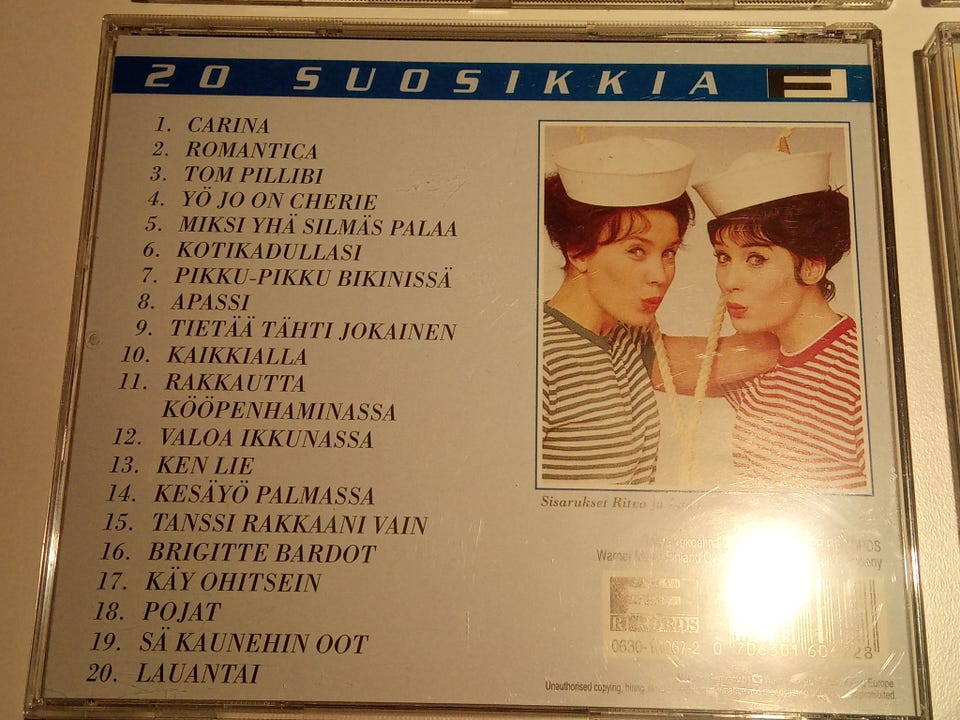 20 SUOSIKKIA
1. CARINA
2. ROMANTICA
3. TOM PILLIBI
4. YÖ JO ON CHERIE
5. MIKSI YHÄ SILMÄS PALAA
6. KOTIKADULLASI
7. PIKKU-PIKKU BIKINISSÄ
8. APASSI
9. TIETÄÄ TÄHTI JOKAINEN
10. KAIKKIALLA
11. RAKKAUTTA
KÖÖPENHAMINASSA
12. VALOA IKKUNASSA
13. KEN LIE
14. KESÄYÖ PALMASSA
15. TANSSI RAKKAANI VAIN
16. BRIGITTE BARDOT
17. KÄY OHITSEIN
18. POJAT
19. SÄ KAUNEHIN OOT
20. LAUANTAI
Sisarukset Ritva ja
Warner
RECORDS
Unauthorised copying,
prohibited.